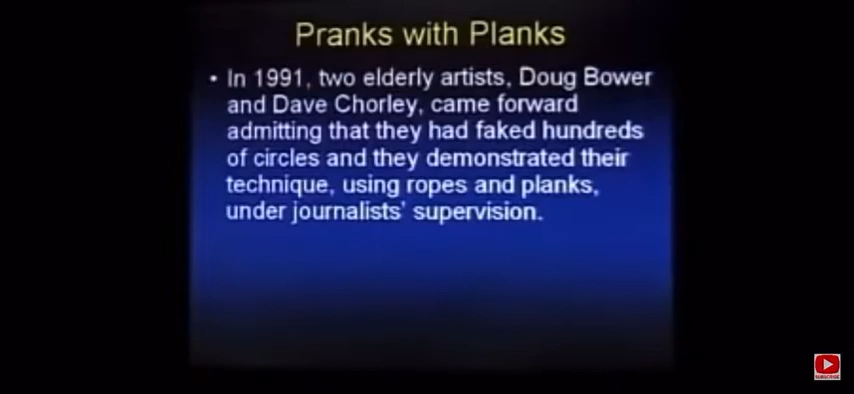 Pranks with Planks
• In 1991, two elderly artists, Doug Bower
and Dave Chorley, came forward
admitting that they had faked hundreds
of circles and they demonstrated their
technique, using ropes and planks,
under journalists' supervision.
SUBSCRIBE